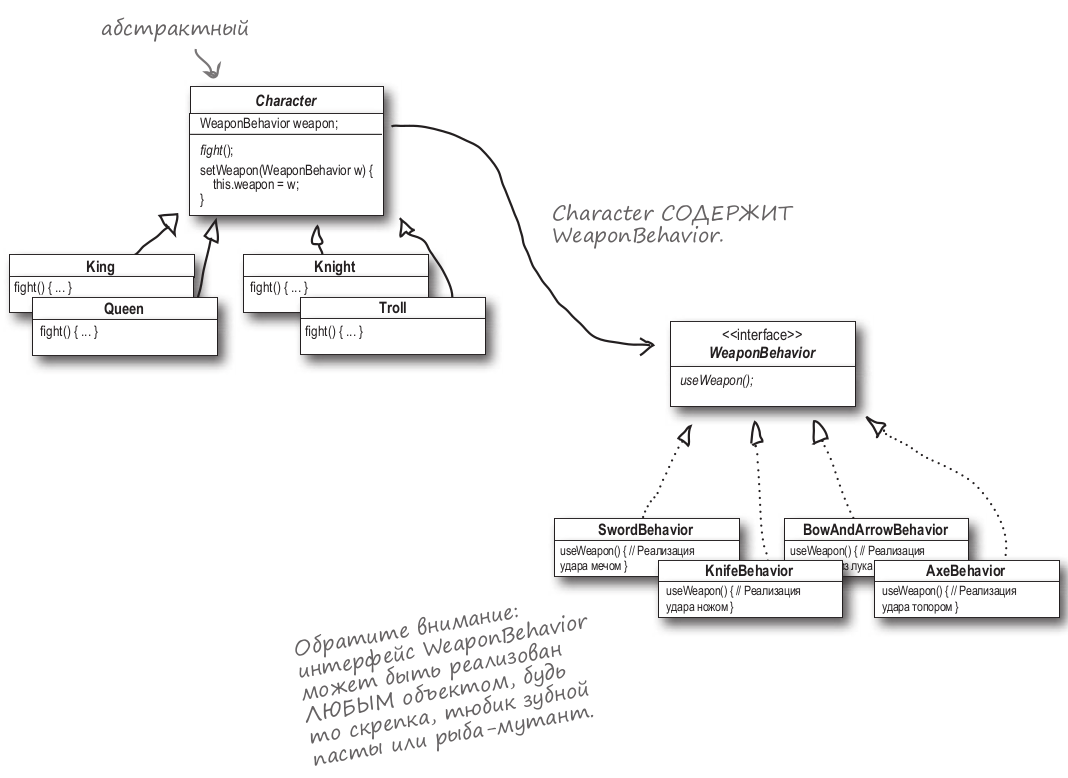 абстрактный
Character
WeaponBehavior weapon;
fight();
setWeapon(WeaponBehavior w) {
this.weapon = w;
}
Character СОДЕРЖИТ
WeaponBehavior.
King
fight() { ... }
Queen
fight() { ... }
Knight
fight() { ... }
Troll
fight() { ... }
<<interface>>
WeaponBehavior
useWeapon();
SwordBehavior
useWeapon() { // Реализация
удара мечом }
BowAndArrowBehavior
useWeapon() { // Реализация
из лука
KnifeBehavior
useWeapon() { // Реализация
удара ножом }
AxeBehavior
useWeapon() { // Реализация
удара топором }
Обратите внимание:
интерфейс WeaponBehavior
может быть реализован
ЛЮБЫМ объектом, будь
то скрепка, тюбик зубной
пасты или рыба-мутант.